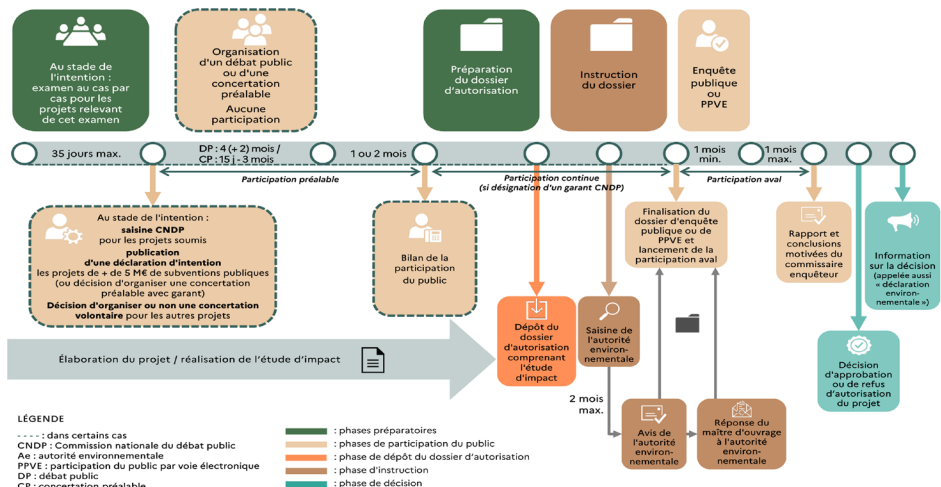 Au stade de
l'intention :
examen au cas par
cas pour les
projets relevant
de cet examen
Organisation
d'un débat public
ou d'une
concertation
préalable
Aucune
participation
Préparation
du dossier
d'autorisation
Instruction
du dossier
Enquête
publique
ou
PPVE
35 jours max.
DP : 4 (+ 2) mois /
CP : 15 j - 3 mois
1 ou 2 mois
1 mois
min.
1 mois
max.
Participation préalable
Participation continue
(si désignation d'un garant CNDP)
Participation aval
Au stade de l'intention :
saisine CNDP
pour les projets soumis
publication
d'une déclaration d'intention
les projets de + de 5 M€ de subventions publiques
(ou décision d'organiser une concertation
préalable avec garant)
Décision d'organiser ou non une concertation
volontaire pour les autres projets
Bilan de la
participation
du public
Finalisation du
dossier d'enquête
publique ou de
PPVE et
lancement de la
participation aval
Rapport et
conclusions
motivées du
commissaire
enquêteur
Information
sur la décision
(appelée aussi
« déclaration
environ-
nementale »)
Élaboration du projet / réalisation de l'étude d'impact
Dépôt du
dossier
d'autorisation
comprenant
l'étude
d'impact
Saisine de
l'autorité
environ-
nementale
Décision
d'approbation
ou de refus
d'autorisation
du projet
2 mois
max.
Avis de
l'autorité
environ-
nementale
Réponse du
maître d'ouvrage
à l'autorité
environ-
nementale
LÉGENDE
---- : dans certains cas
CNDP : Commission nationale du débat public
Ae : autorité environnementale
PPVE : participation du public par voie électronique
DP : débat public
CP : concertation préalable
: phases préparatoires
: phases de participation du public
: phase de dépôt du dossier d'autorisation
: phase d'instruction
: phase de décision